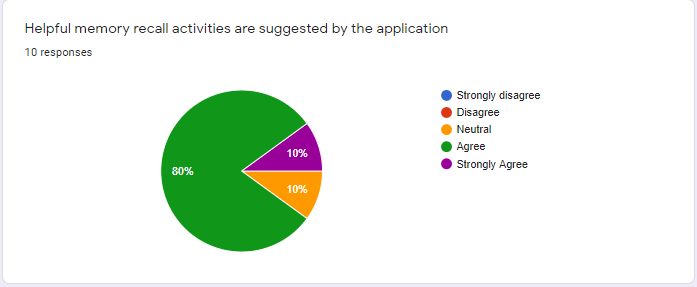 Helpful memory recall activities are suggested by the application
10 responses
Strongly disagree
Disagree
Neutral
Agree
Strongly Agree
80%
10%
10%